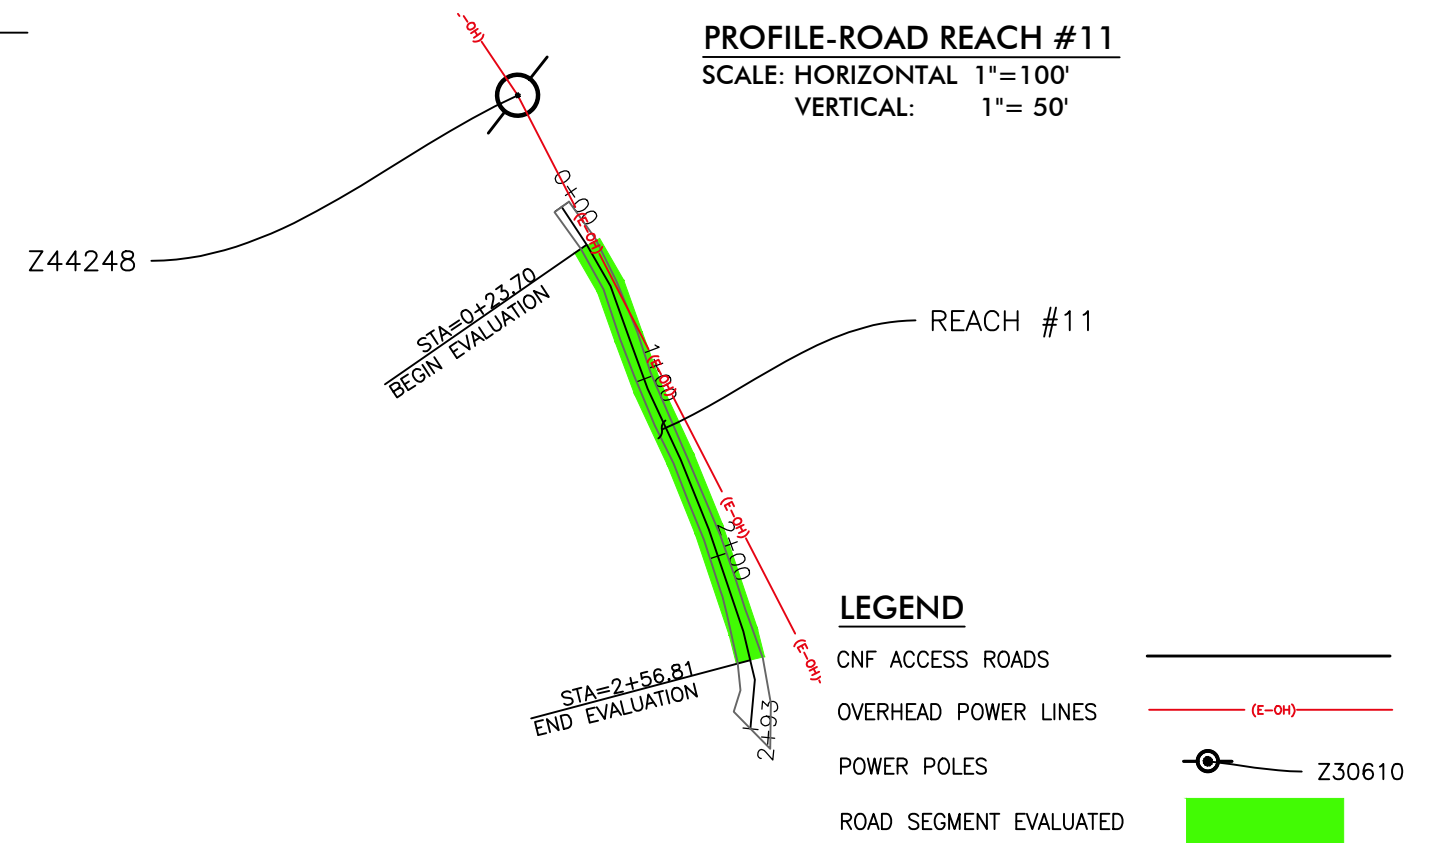 PROFILE-ROAD REACH #11
SCALE: HORIZONTAL 1"=100'
VERTICAL: 1"= 50'
(E-OH)
0+00
(E-OH)
Z44248
STA=0+23.70
BEGIN EVALUATION
REACH #11
1+00
(E-OH)
(E-OH)
2+00
(E-OH)
STA=2+56.81
END EVALUATION
2+93
LEGEND
CNF ACCESS ROADS
OVERHEAD POWER LINES (E-OH)
POWER POLES Z30610
ROAD SEGMENT EVALUATED